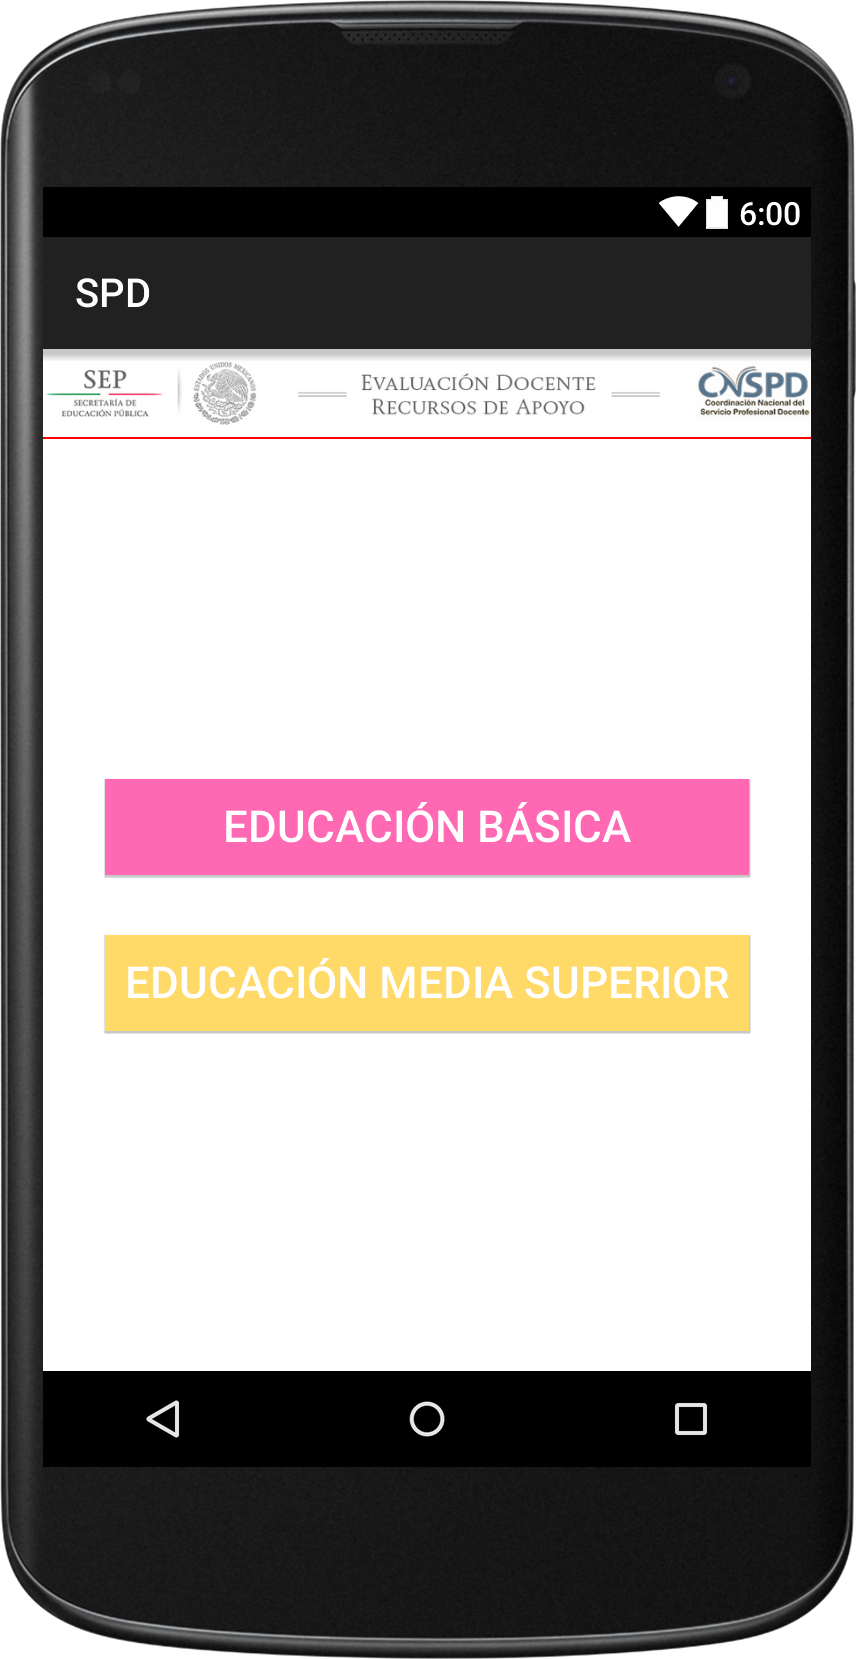 6:00
SPD
SEP
SECRETARÍA DE
EDUCACIÓN PÚBLICA
ESTADOS UNIDOS MEXICANOS
EVALUACIÓN DOCENTE
RECURSOS DE APOYO
CNSPD
Coordinación Nacional del
Servicio Profesional Docente
EDUCACIÓN BÁSICA
EDUCACIÓN MEDIA SUPERIOR